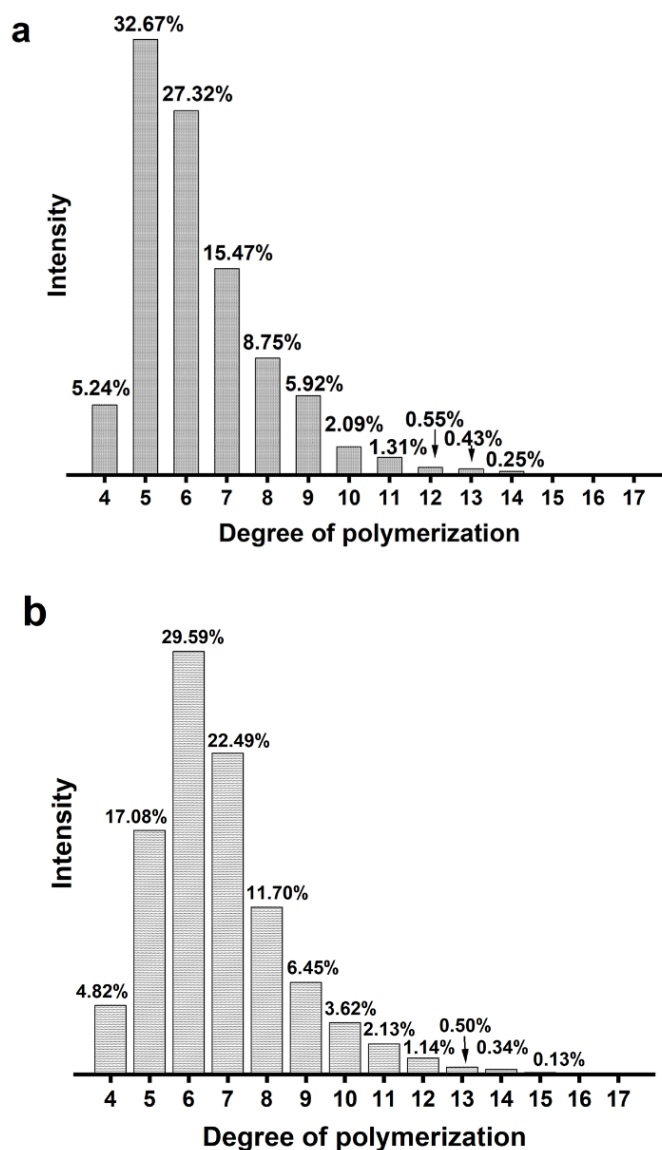 a
32.67%
27.32%
15.47%
8.75%
5.24%
5.92%
2.09%
1.31%
0.55%
0.43%
0.25%
Intensity
4 5 6 7 8 9 10 11 12 13 14 15 16 17
Degree of polymerization
b
29.59%
22.49%
17.08%
11.70%
4.82%
6.45%
3.62%
2.13%
1.14%
0.50%
0.34%
0.13%
Intensity
4 5 6 7 8 9 10 11 12 13 14 15 16 17
Degree of polymerization